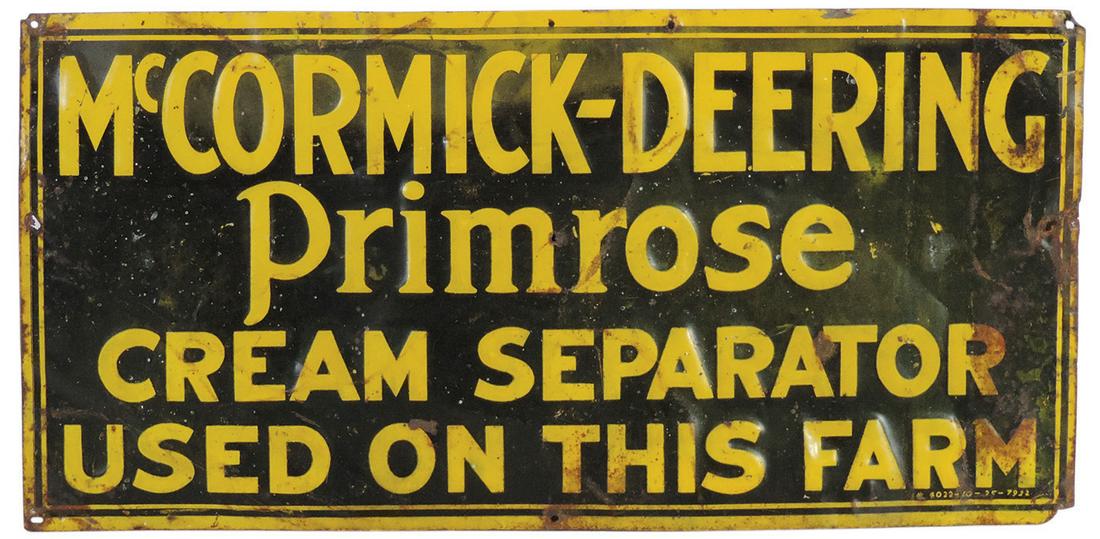 McCORMICK-DEERING
Primrose
CREAM SEPARATOR
USED ON THIS FARM